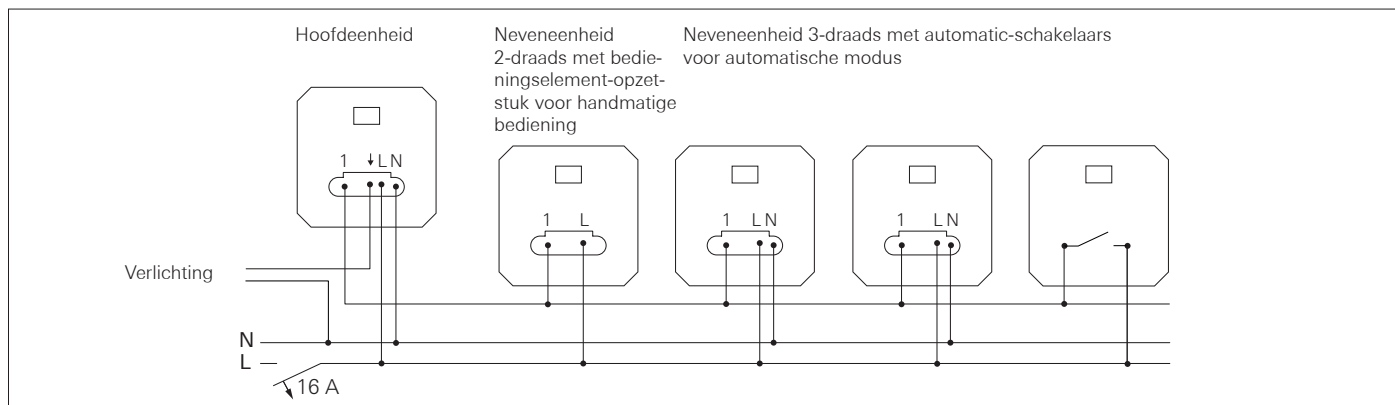 Hoofdeenheid
Neveneenheid
2-draads met bedie-
ningselement-opzet-
stuk voor handmatige
bediening
Neveneenheid 3-draads met automatic-schakelaars
voor automatische modus
1 ↓ L N
1 L
1 L N
1 L N
Verlichting
N
L
16 A